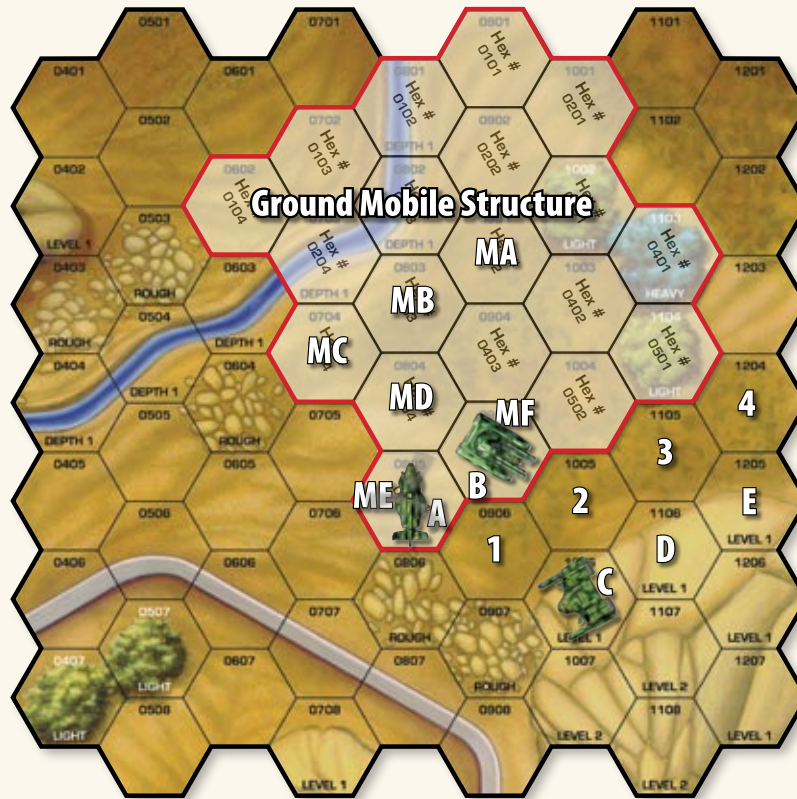 0501
0701
0901
1101
Hex #
0101
0401
0601
0801
1001
1201
Hex #
0102
Hex #
0201
0502
0702
0902
1102
DEPTH 1
Hex #
0103
Hex #
0202
0402
0602
1002
1202
Hex #
0104
Ground Mobile Structure
0503
1103
LEVEL 1
DEPTH 1
LIGHT
Hex #
0204
MA
Hex #
0401
0403
0603
0803
1003
1203
ROUGH
DEPTH 1
HEAVY
MB
Hex #
0402
0504
0704
0904
1104
ROUGH
DEPTH 1
MC
Hex #
0403
Hex #
0501
0404
0604
0804
1004
1204
DEPTH 1
LIGHT
MD
Hex #
0502
4
0505
0705
MF
1105
DEPTH 1
ROUGH
3
0405
0605
1005
1205
ME
A
B
2
E
0506
0706
0906
1106
LEVEL 1
1
D
0406
0606
0806
1206
C
LEVEL 1
0507
0707
0907
1107
ROUGH
LEVEL 1
LEVEL 1
0407
0607
0807
1007
1207
LIGHT
ROUGH
LEVEL 2
0508
0708
0908
1108
LIGHT
LEVEL 2
LEVEL 1
LEVEL 1
LEVEL 2